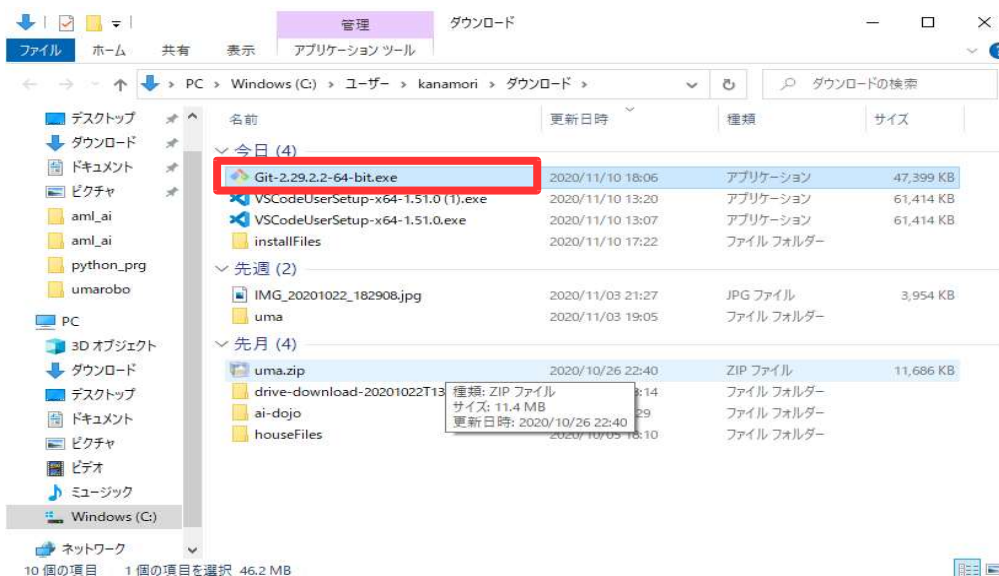 管理 ダウンロード
ファイル ホーム 共有 表示 アプリケーション ツール
PC > Windows (C:) > ユーザー > kanamori > ダウンロード > ダウンロードの検索
名前 更新日時 種類 サイズ
デスクトップ
ダウンロード
ドキュメント
ピクチャ
aml_ai
aml_ai
python_prg
umarobo
PC
3D オブジェクト
ダウンロード
デスクトップ
ドキュメント
ピクチャ
ビデオ
ミュージック
Windows (C:)
ネットワーク
今日 (4)
Git-2.29.2.2-64-bit.exe 2020/11/10 18:06 アプリケーション 47,399 KB
VSCodeUserSetup-x64-1.51.0 (1).exe 2020/11/10 13:20 アプリケーション 61,414 KB
VSCodeUserSetup-x64-1.51.0.exe 2020/11/10 13:07 アプリケーション 61,414 KB
installFiles 2020/11/10 17:22 ファイル フォルダー
先週 (2)
IMG_20201022_182908.jpg 2020/11/03 21:27 JPG ファイル 3,954 KB
uma 2020/11/03 19:05 ファイル フォルダー
先月 (4)
uma.zip 2020/10/26 22:40 ZIP ファイル 11,686 KB
drive-download-20201022T13 8:14 ファイル フォルダー
ai-dojo 29 ファイル フォルダー
houseFiles 2020/10/05 18:10 ファイル フォルダー
種類: ZIP ファイル
サイズ: 11.4 MB
更新日時: 2020/10/26 22:40
10 個の項目 1 個の項目を選択 46.2 MB